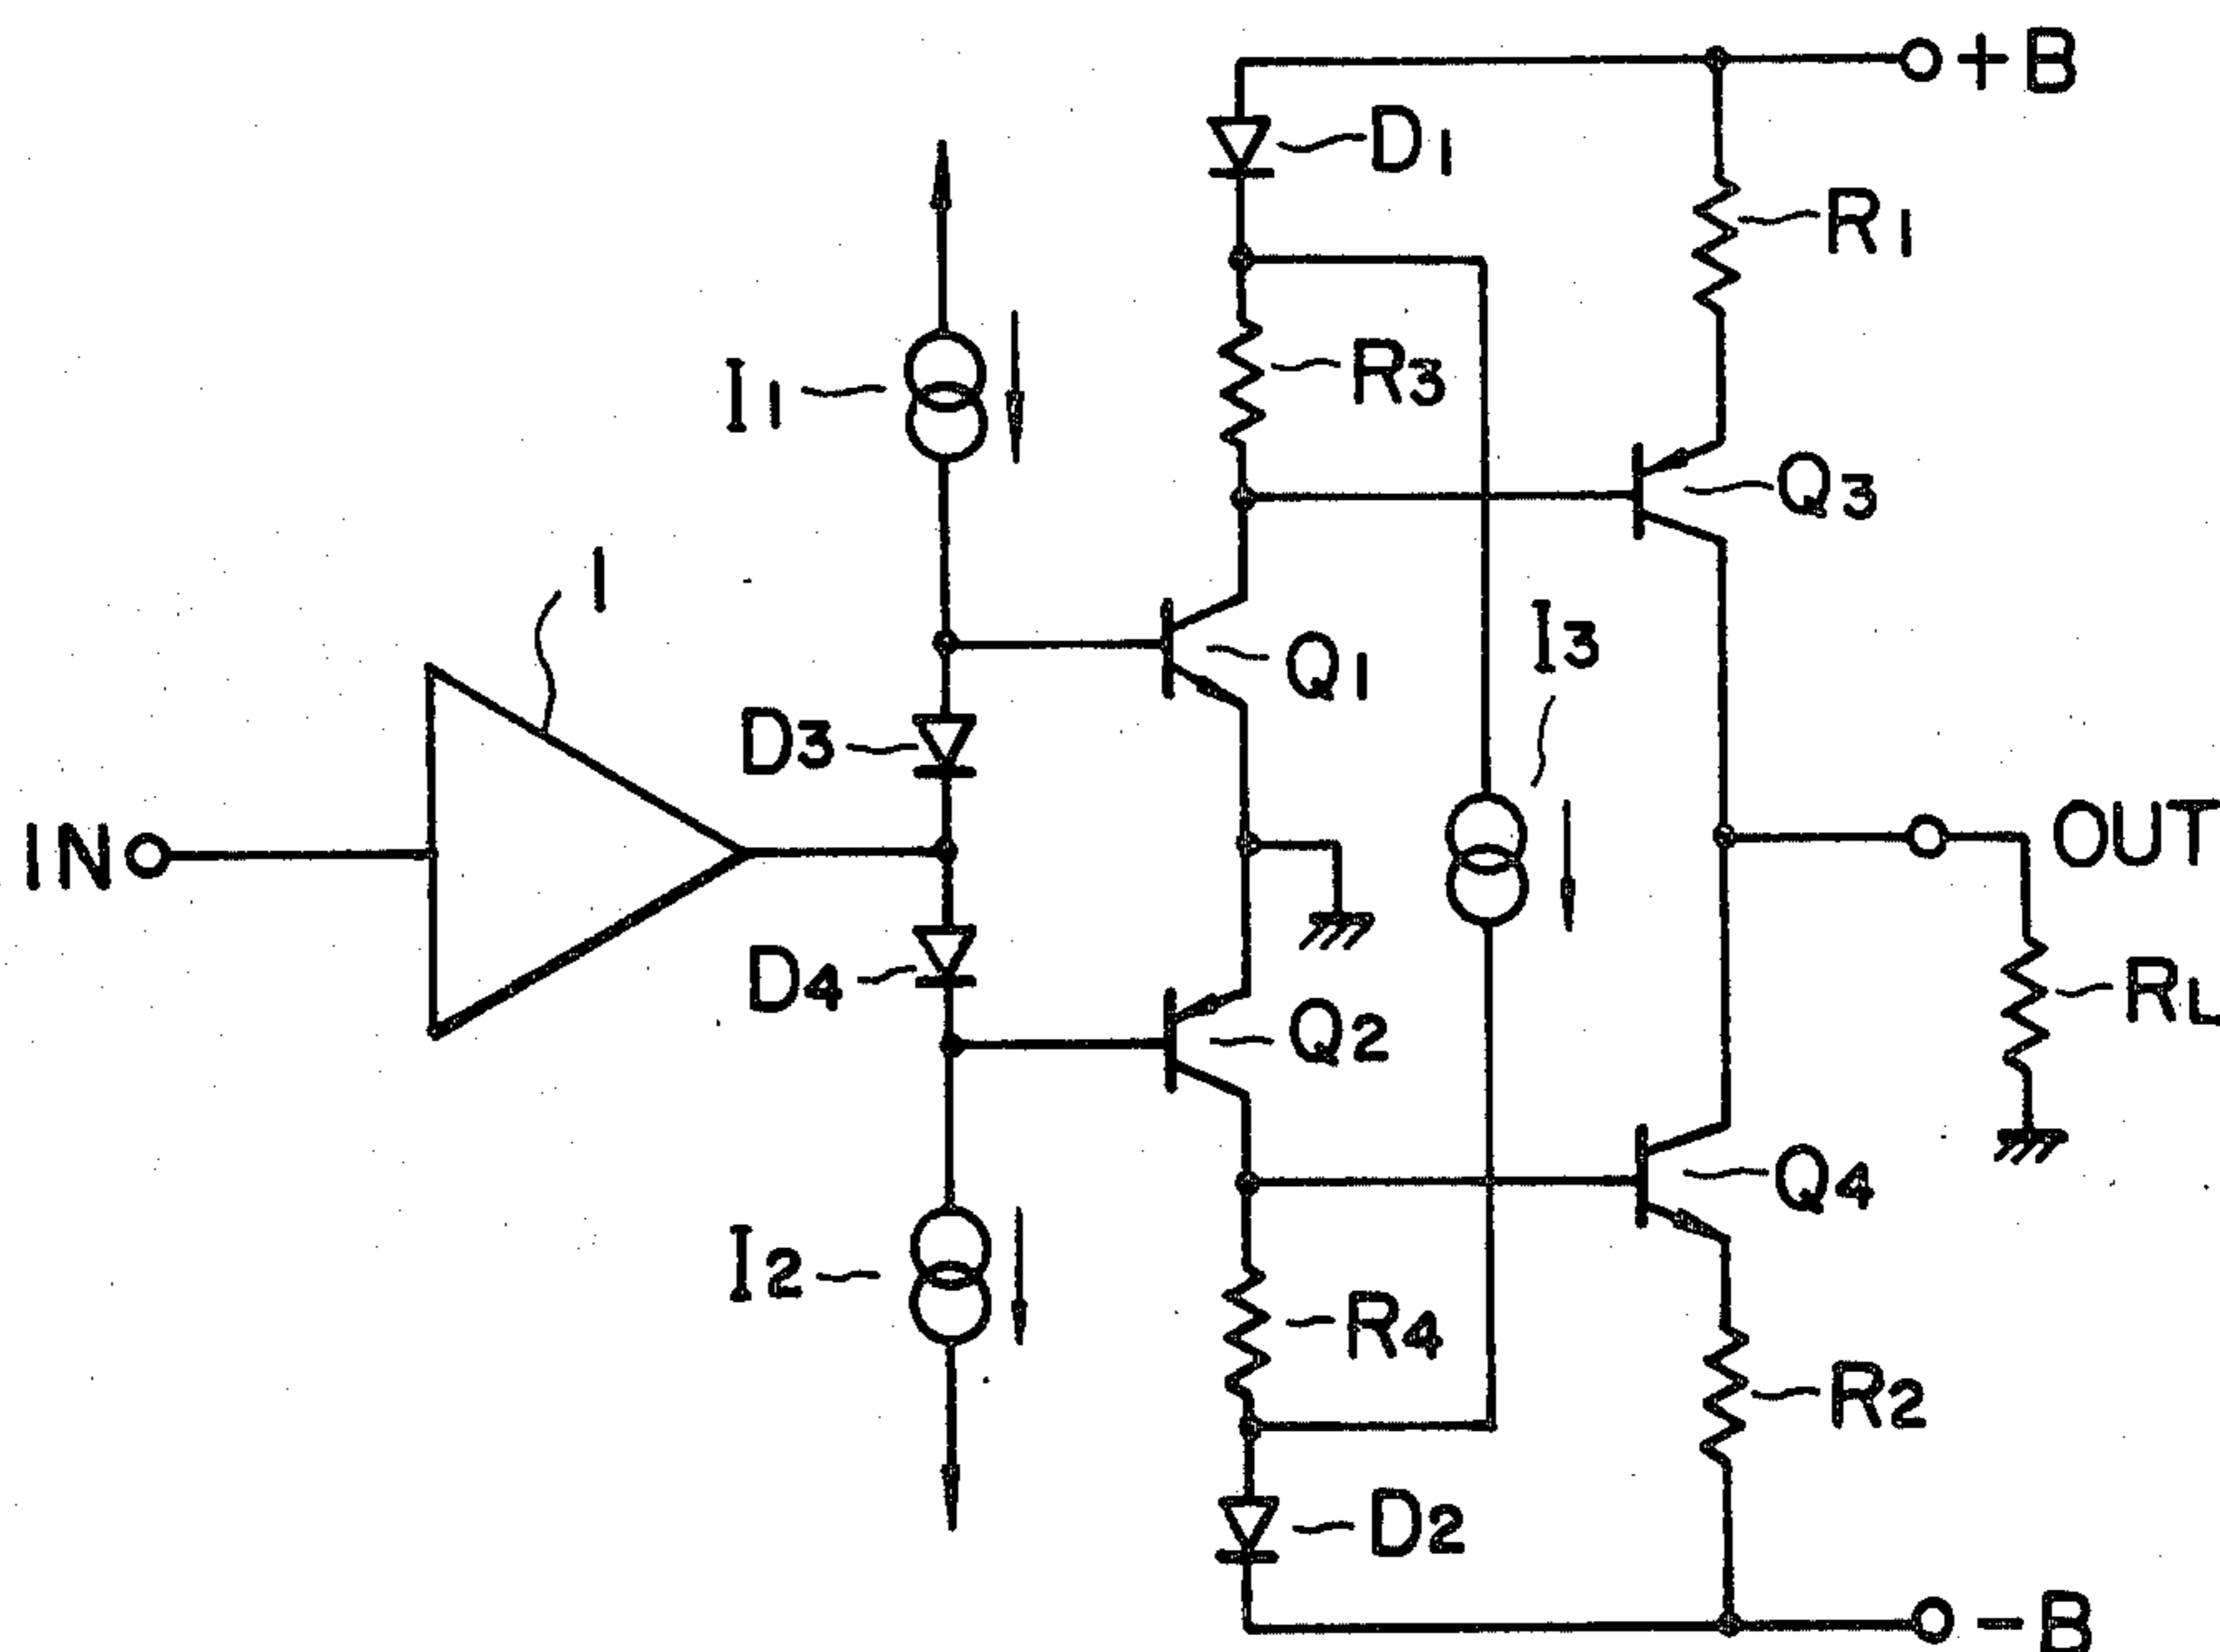 +B
D1
R1
R3
I1
Q3
1
I3
Q1
D3
IN
OUT
D4
RL
Q2
Q4
I2
R4
R2
D2
-B